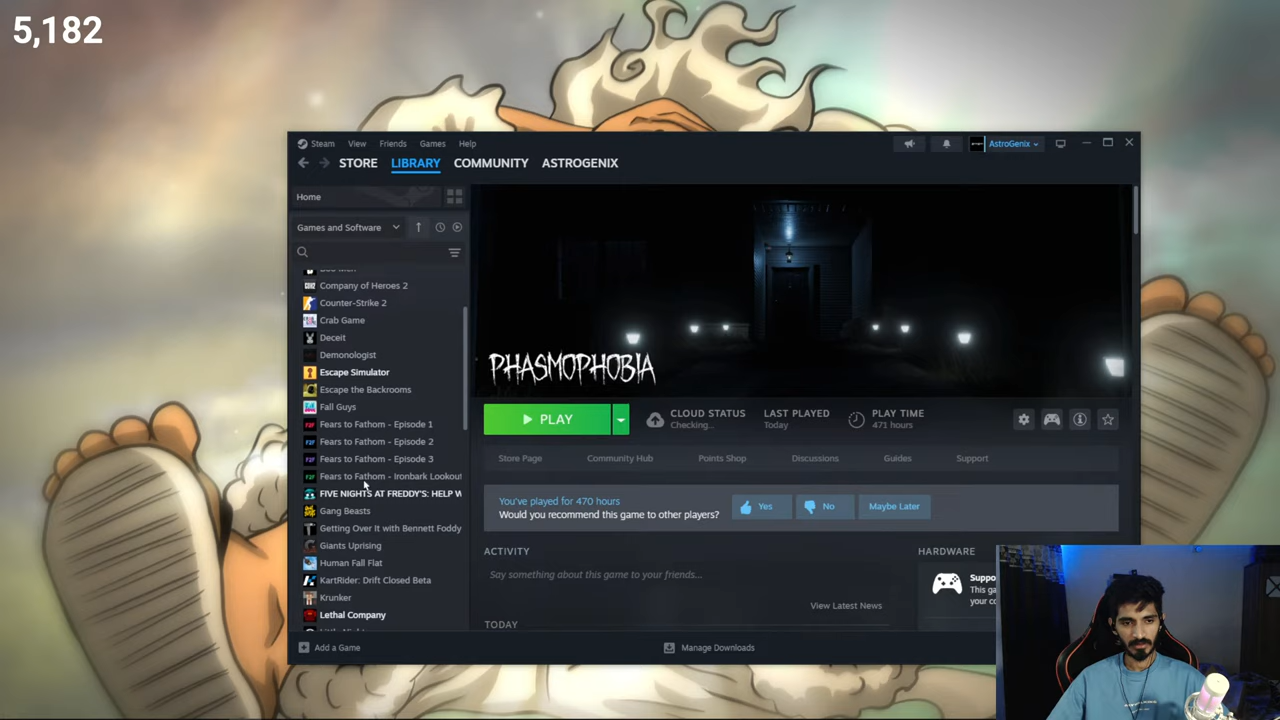 5,182
Steam View Friends Games Help
AstroGenix
STORE LIBRARY COMMUNITY ASTROGENIX
Home
Games and Software
Company of Heroes 2
Counter-Strike 2
Crab Game
Deceit
Demonologist
Escape Simulator
Escape the Backrooms
Fall Guys
Fears to Fathom - Episode 1
Fears to Fathom - Episode 2
Fears to Fathom - Episode 3
Fears to Fathom - Ironbark Lookout
FIVE NIGHTS AT FREDDY'S: HELP W
Gang Beasts
Getting Over It with Bennett Foddy
Giants Uprising
Human Fall Flat
KartRider: Drift Closed Beta
Krunker
Lethal Company
Add a Game
PHASMOPHOBIA
PLAY
CLOUD STATUS
Checking...
LAST PLAYED
Today
PLAY TIME
471 hours
Store Page Community Hub Points Shop Discussions Guides Support
You've played for 470 hours
Would you recommend this game to other players?
Yes No Maybe Later
ACTIVITY
Say something about this game to your friends...
View Latest News
TODAY
HARDWARE
Suppo
This ga
your co
Manage Downloads